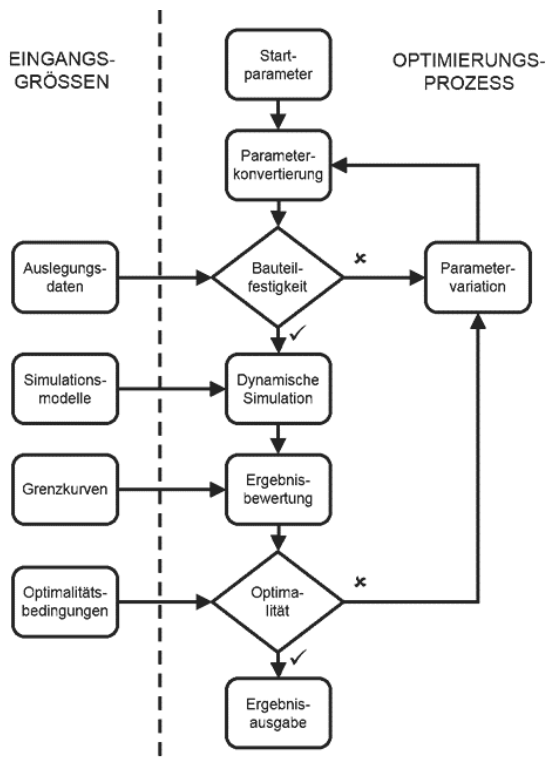 EINGANGS-
GRÖSSEN
OPTIMIERUNGS-
PROZESS
Start-
parameter
Parameter-
konvertierung
Auslegungs-
daten
Bauteil-
festigkeit
✘
Parameter-
variation
✓
Simulations-
modelle
Dynamische
Simulation
Grenzkurven
Ergebnis-
bewertung
Optimalitäts-
bedingungen
Optima-
lität
✘
✓
Ergebnis-
ausgabe